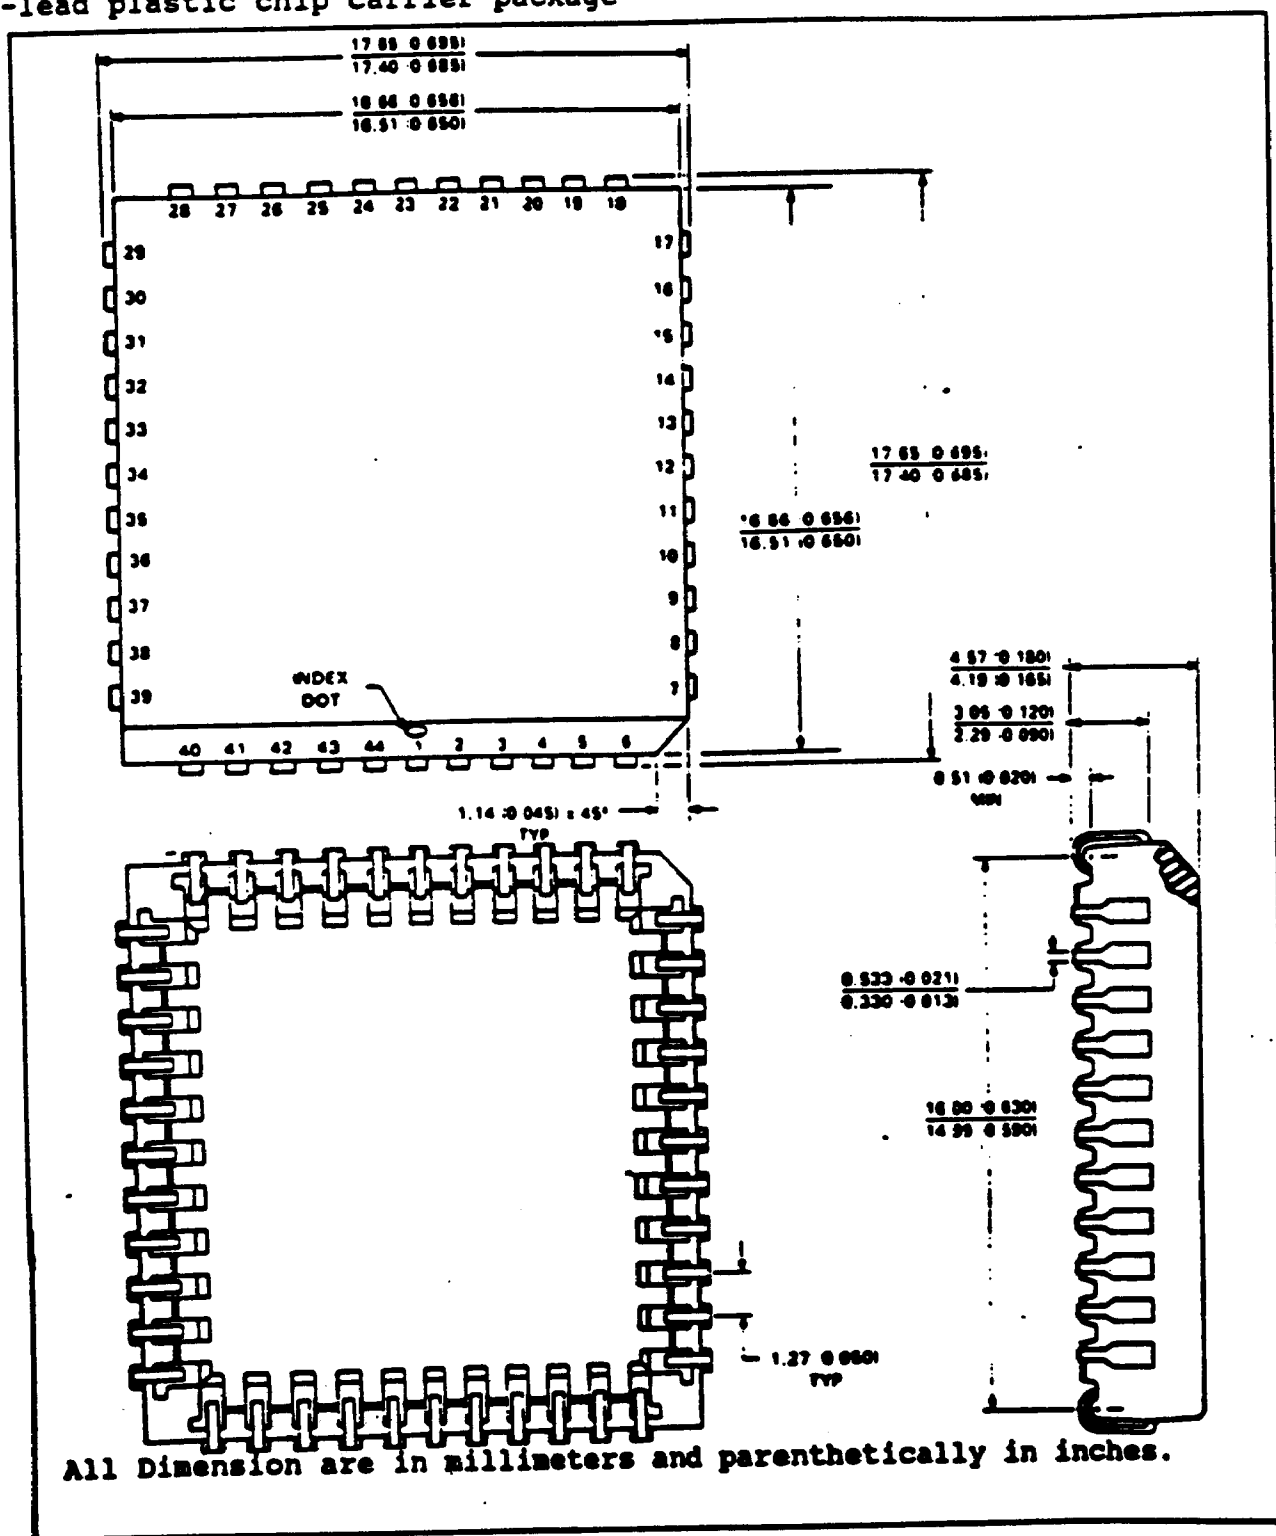 -lead plastic chip carrier package
17.65 (0.695)
17.40 (0.685)
16.66 (0.656)
16.51 (0.650)
28 27 26 25 24 23 22 21 20 19 18
29 17
30 16
31 15
32 14
33 13
34 12
35 11
36 10
37 9
38 8
39 7
17.65 (0.695)
17.40 (0.685)
16.66 (0.656)
16.51 (0.650)
INDEX
DOT
40 41 42 43 44 1 2 3 4 5 6
4.57 (0.180)
4.19 (0.165)
3.05 (0.120)
2.29 (0.090)
0.51 (0.020)
MIN
1.14 (0.045) x 45°
TYP
0.533 (0.021)
0.330 (0.013)
16.00 (0.630)
14.99 (0.590)
1.27 (0.050)
TYP
All Dimension are in millimeters and parenthetically in inches.